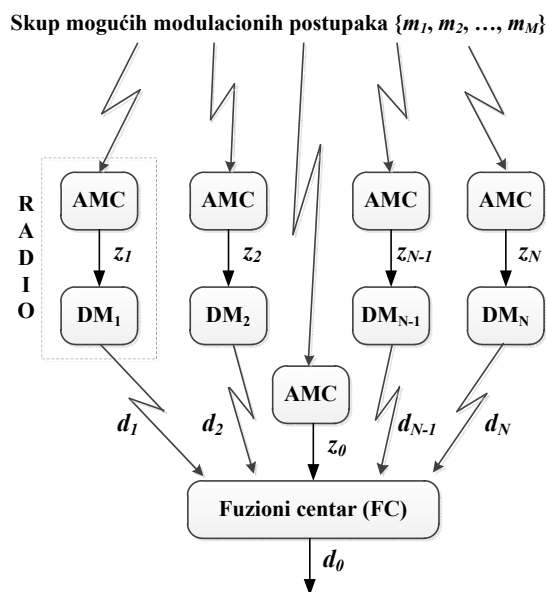 Skup mogućih modulacionih postupaka {m1, m2, …, mM}
RADIO
AMC AMC AMC AMC
z1 z2 zN-1 zN
DM1 DM2 DMN-1 DMN
AMC
d1 d2 dN-1 dN
z0
Fuzioni centar (FC)
d0